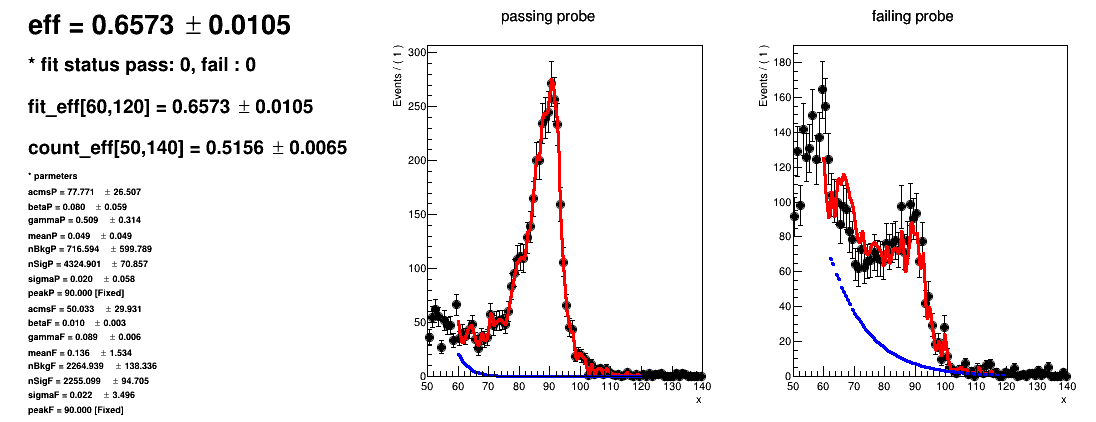 eff = 0.6573 ± 0.0105
* fit status pass: 0, fail : 0
fit_eff[60,120] = 0.6573 ± 0.0105
count_eff[50,140] = 0.5156 ± 0.0065
* parmeters
acmsP = 77.771 ± 26.507
betaP = 0.080 ± 0.059
gammaP = 0.509 ± 0.314
meanP = 0.049 ± 0.049
nBkgP = 716.594 ± 599.789
nSigP = 4324.901 ± 70.857
sigmaP = 0.020 ± 0.058
peakP = 90.000 [Fixed]
acmsF = 50.033 ± 29.931
betaF = 0.010 ± 0.003
gammaF = 0.089 ± 0.006
meanF = 0.136 ± 1.534
nBkgF = 2264.939 ± 138.336
nSigF = 2255.099 ± 94.705
sigmaF = 0.022 ± 3.496
peakF = 90.000 [Fixed]
passing probe
Events / ( 1 )
300
250
200
150
100
50
0
50 60 70 80 90 100 110 120 130 140
x
failing probe
Events / ( 1 )
180
160
140
120
100
80
60
40
20
0
50 60 70 80 90 100 110 120 130 140
x